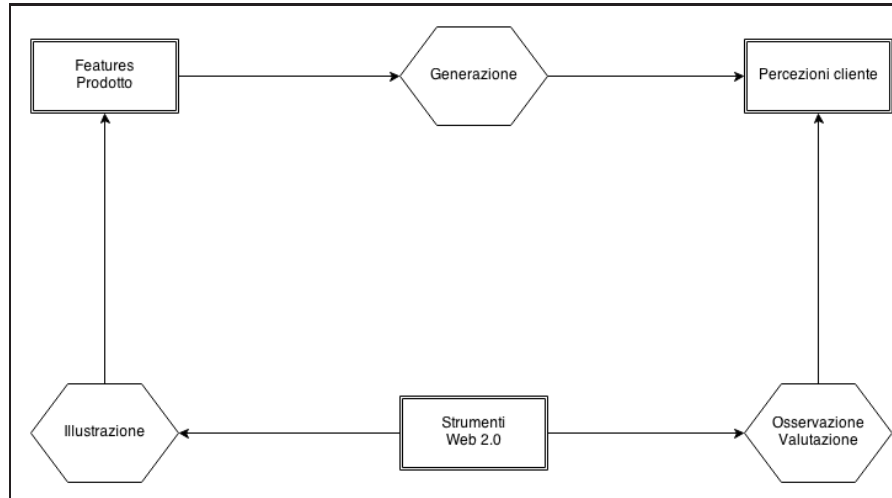 Features
Prodotto
Generazione
Percezioni cliente
Illustrazione
Strumenti
Web 2.0
Osservazione
Valutazione